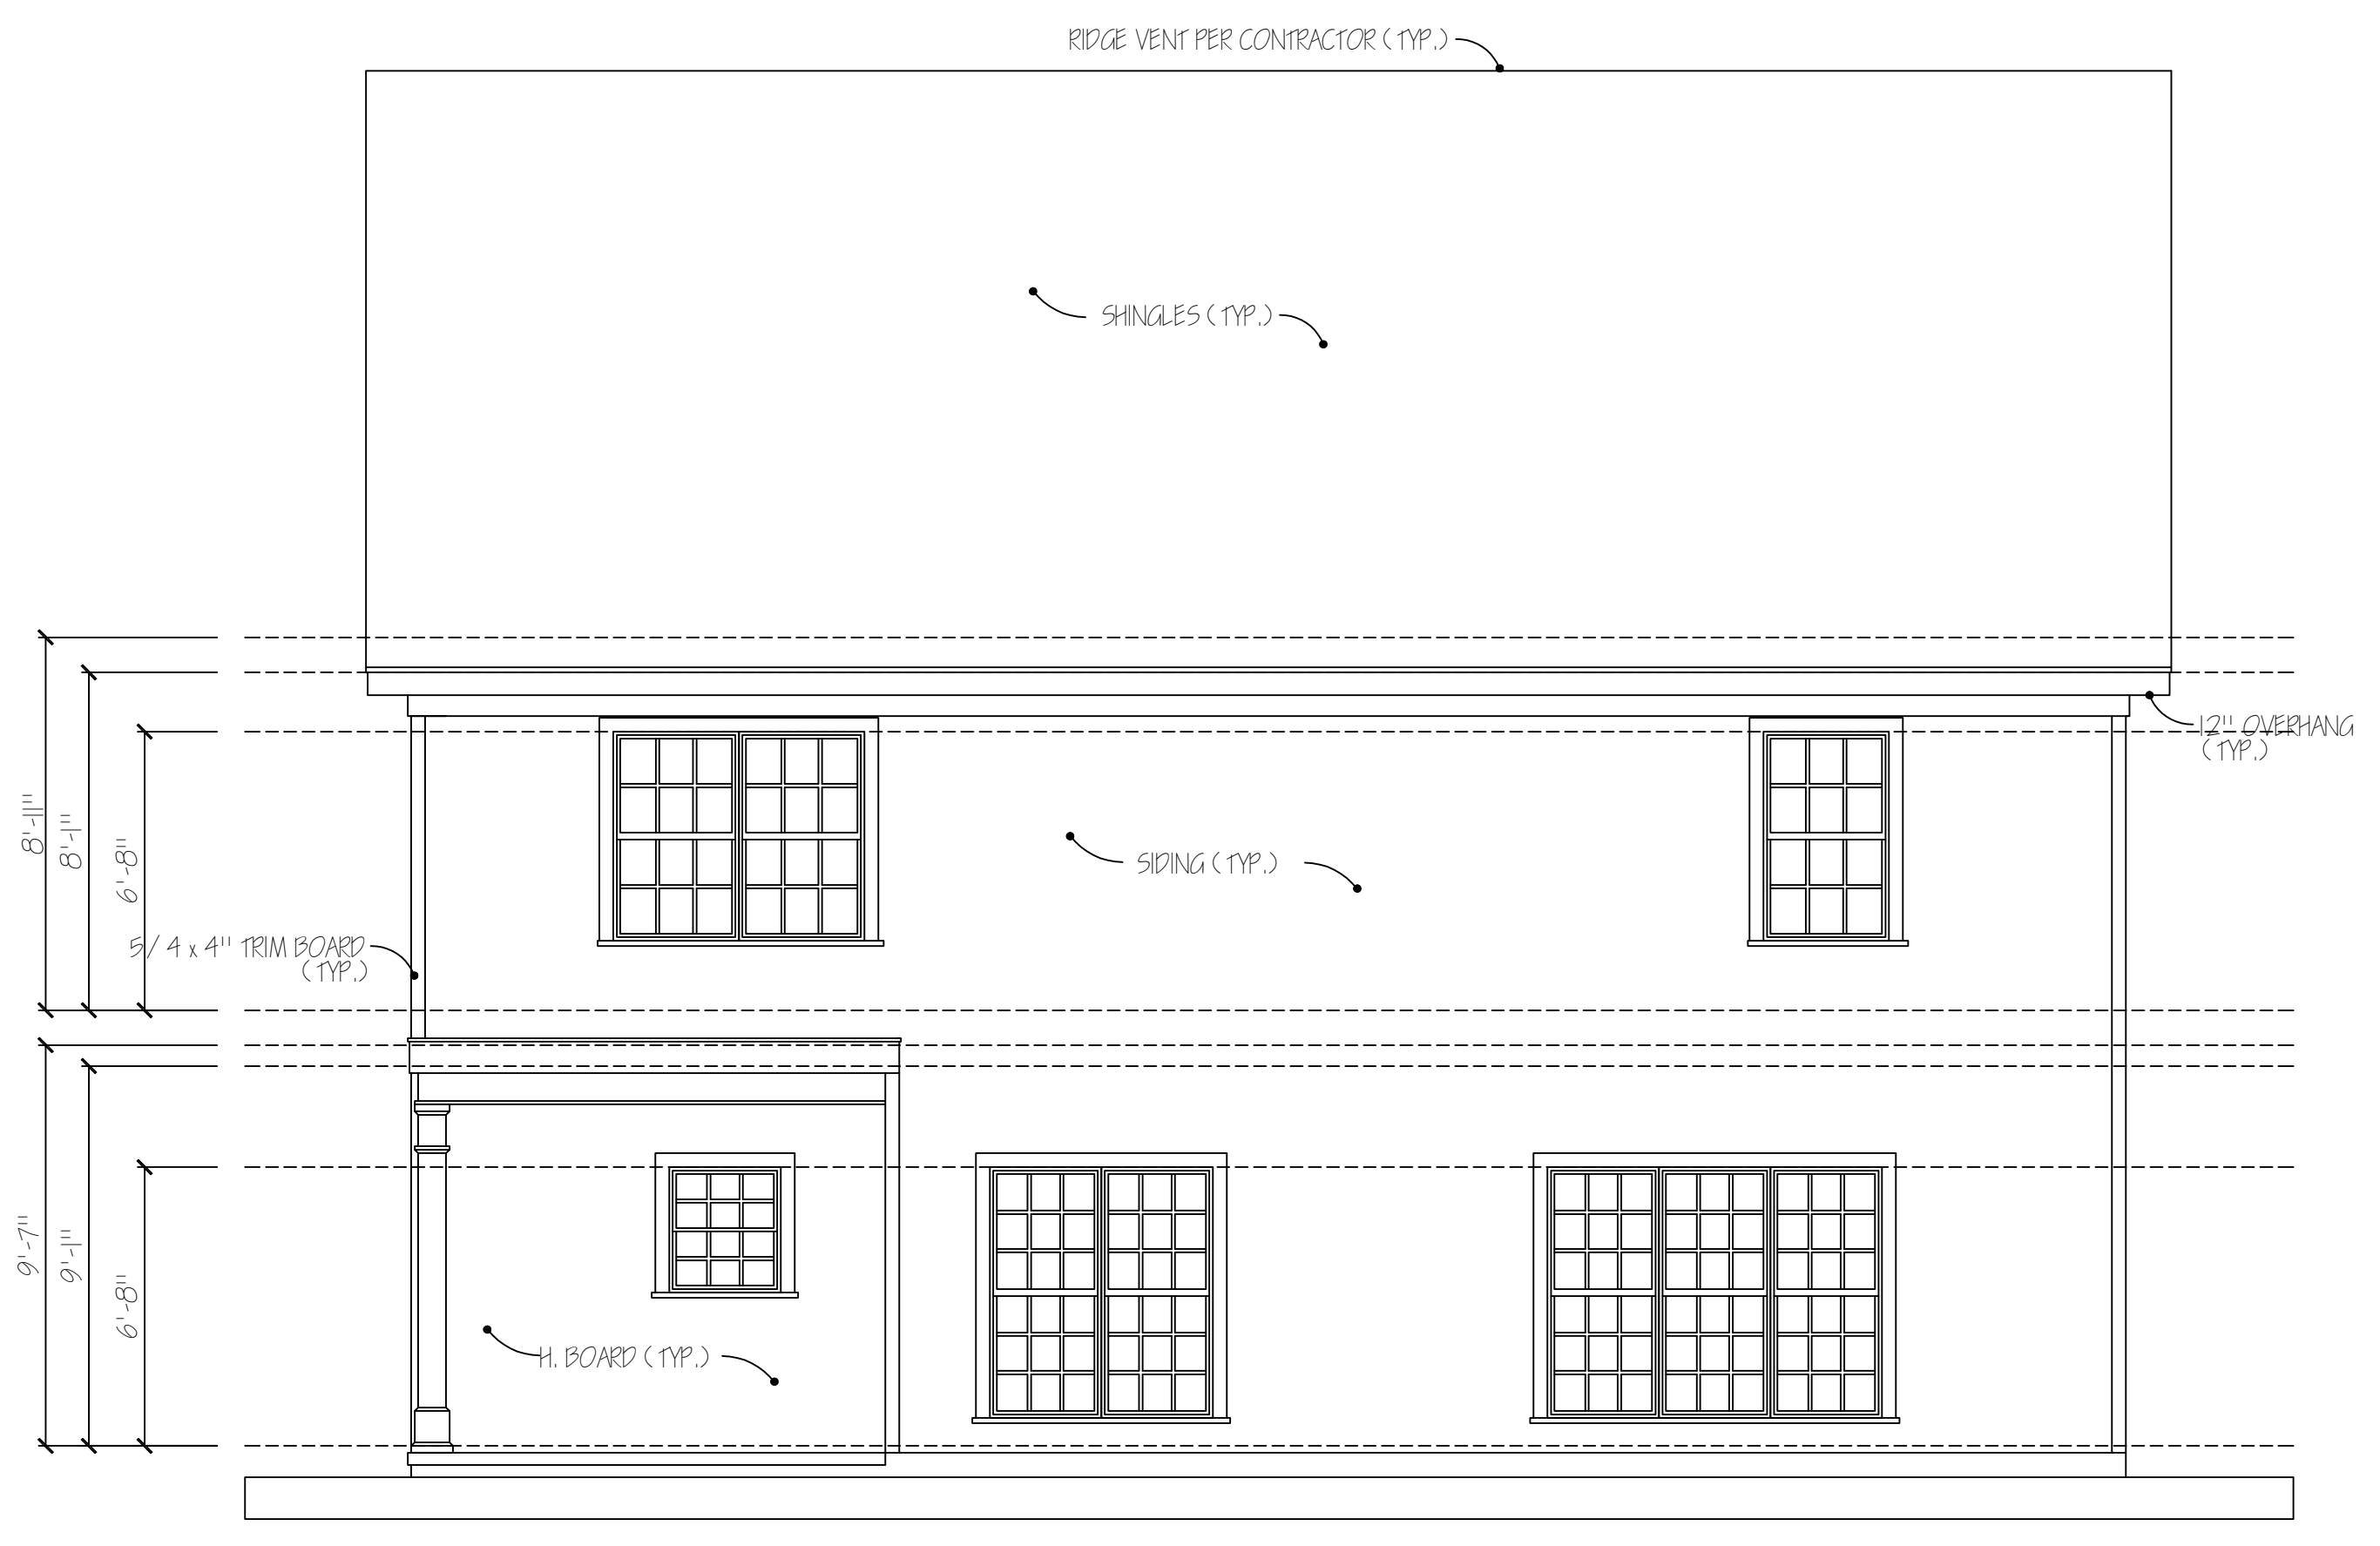 RIDGE VENT PER CONTRACTOR (TYP.)
SHINGLES (TYP.)
12" OVERHANG
(TYP.)
8'-11"
8'-1"
6'-8"
SIDING (TYP.)
5/4 x 4" TRIM BOARD
(TYP.)
9'-7"
9'-1"
6'-8"
H. BOARD (TYP.)